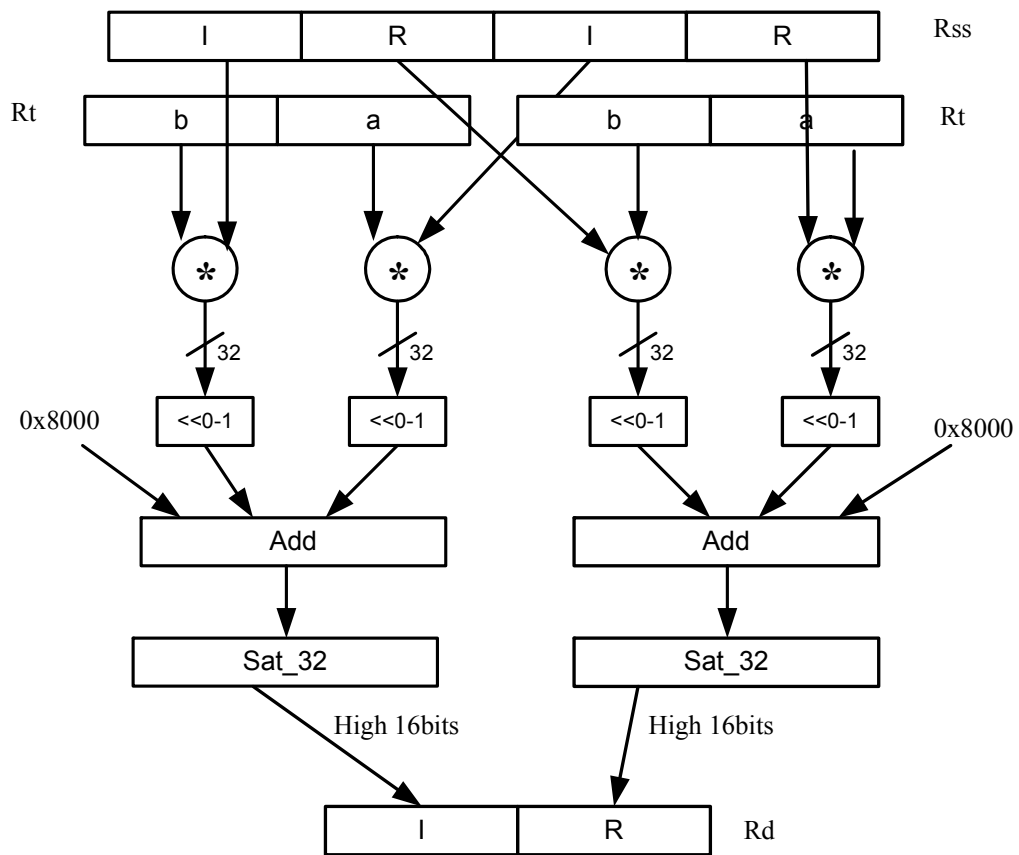 I R I R Rss
Rt b a b a Rt
* * * *
32 32 32 32
0x8000 <<0-1 <<0-1 <<0-1 <<0-1 0x8000
Add Add
Sat_32 Sat_32
High 16bits High 16bits
I R Rd